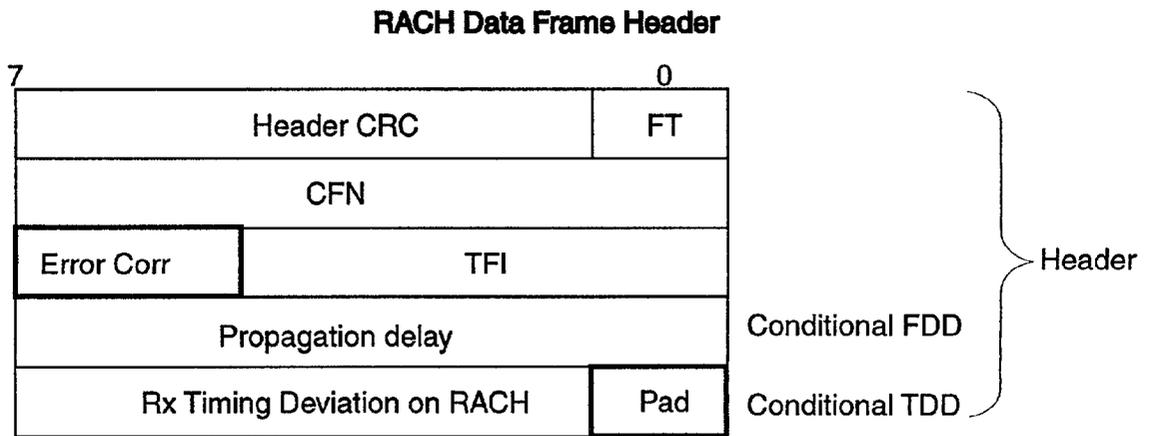 RACH Data Frame Header
7 0
Header CRC FT
CFN
Error Corr TFI
Header
Propagation delay Conditional FDD
Rx Timing Deviation on RACH Pad Conditional TDD